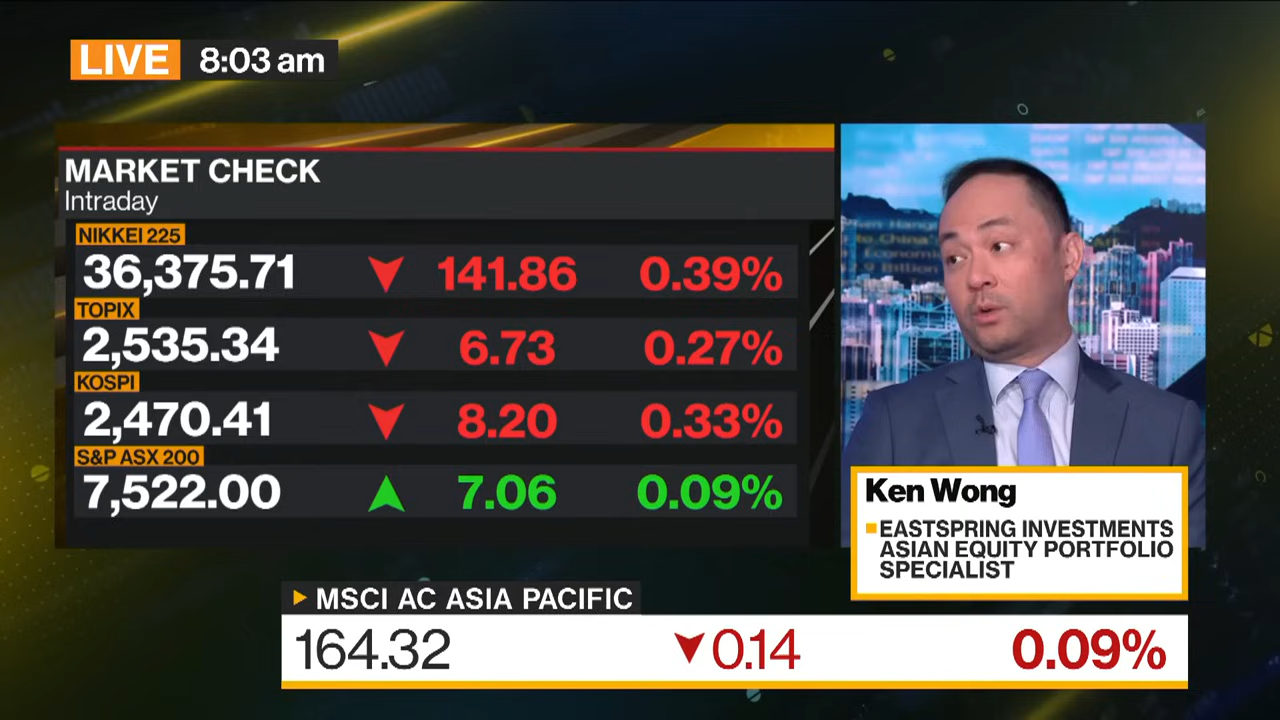 LIVE 8:03 am
MARKET CHECK
Intraday
NIKKEI 225
36,375.71 ▼ 141.86 0.39%
TOPIX
2,535.34 ▼ 6.73 0.27%
KOSPI
2,470.41 ▼ 8.20 0.33%
S&P ASX 200
7,522.00 ▲ 7.06 0.09%
Ken Wong
EASTSPRING INVESTMENTS
ASIAN EQUITY PORTFOLIO
SPECIALIST
MSCI AC ASIA PACIFIC
164.32 ▼ 0.14 0.09%